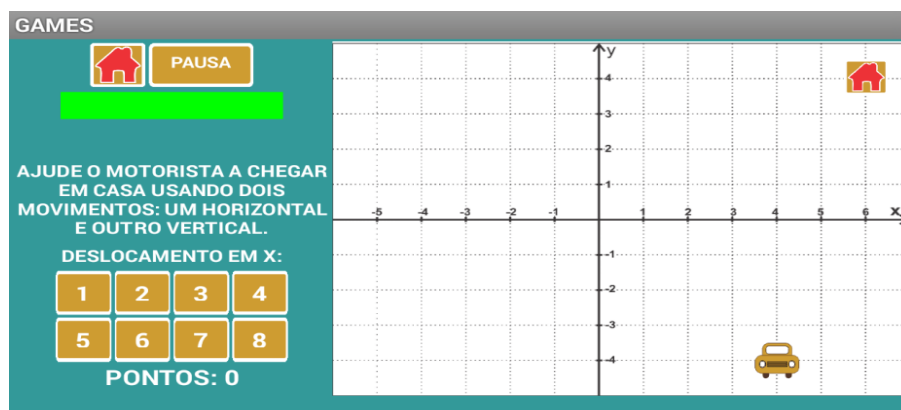 GAMES
PAUSA
AJUDE O MOTORISTA A CHEGAR
EM CASA USANDO DOIS
MOVIMENTOS: UM HORIZONTAL
E OUTRO VERTICAL.
DESLOCAMENTO EM X:
1 2 3 4
5 6 7 8
PONTOS: 0
y
4
3
2
1
-5 -4 -3 -2 -1 1 2 3 4 5 6 x
-1
-2
-3
-4